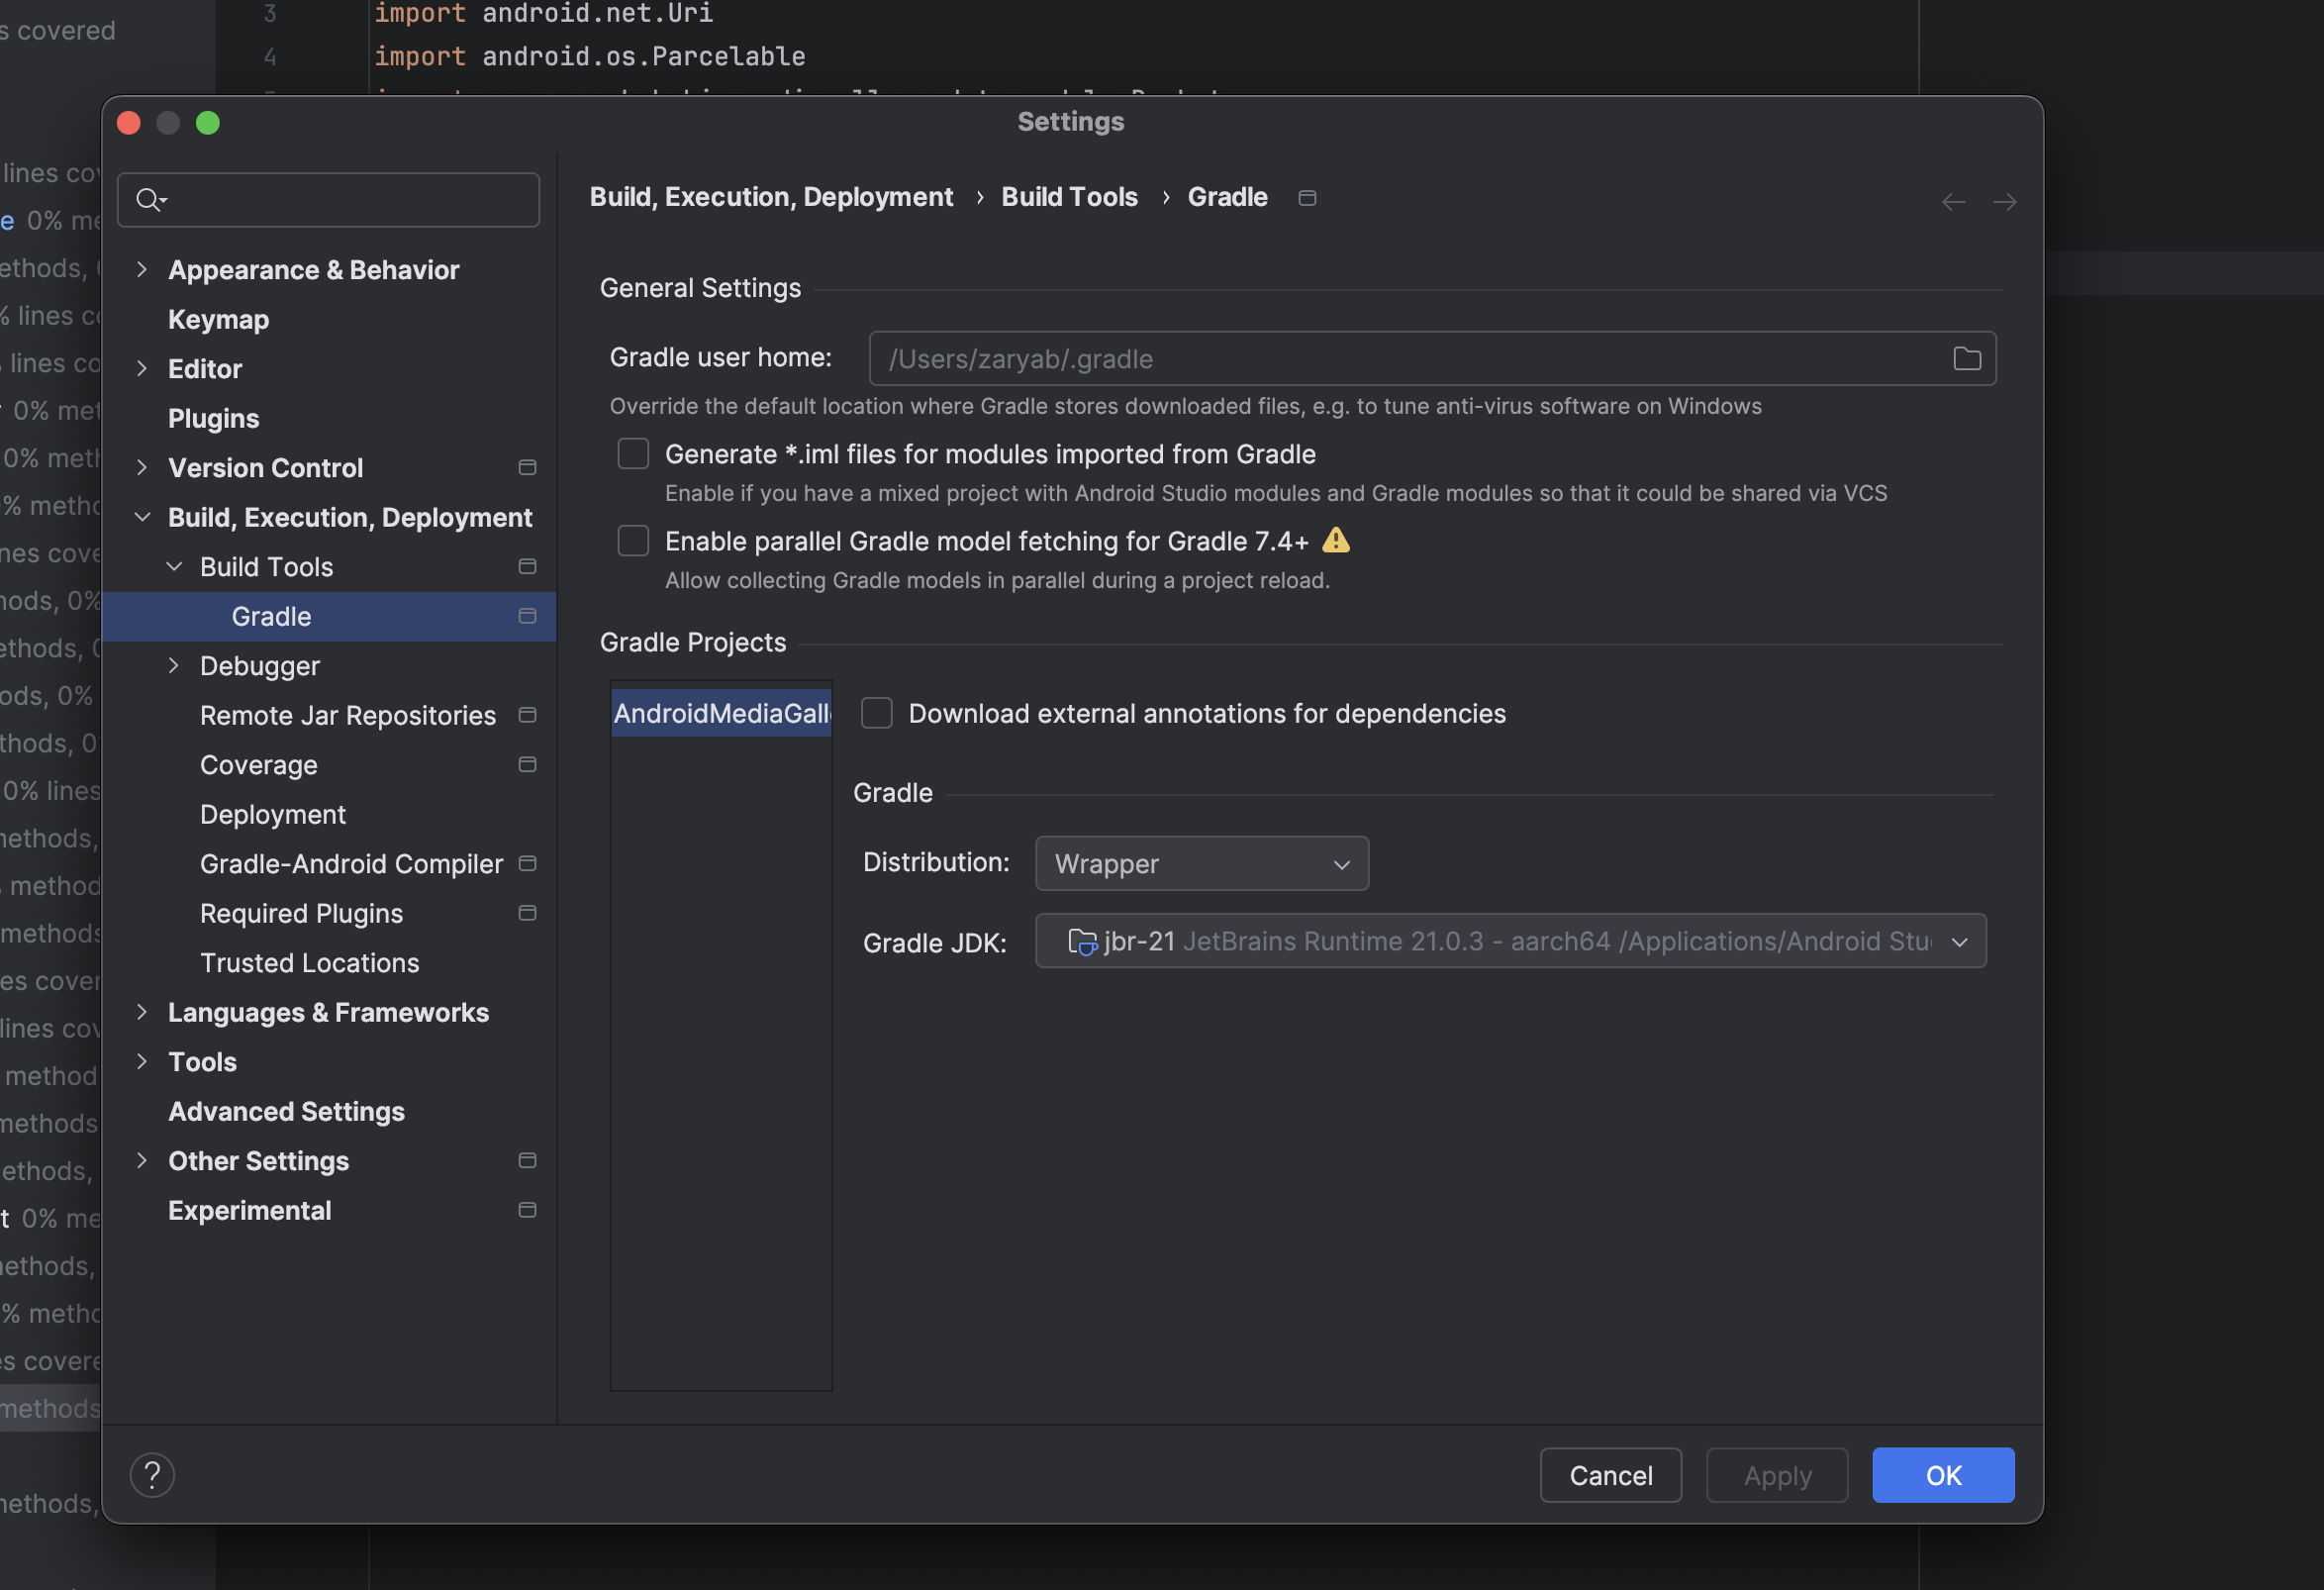 s covered
3 import android.net.Uri
4 import android.os.Parcelable
lines cov
e 0% me
ethods, 0
% lines co
lines co
0% met
0% meth
% metho
nes cove
nods, 0%
ethods, 0
ods, 0%
thods, 0
0% lines
nethods,
method
methods
es cover
lines cov
method
methods
ethods,
t 0% me
ethods,
% metho
es covere
methods
nethods,
Settings
Appearance & Behavior
Keymap
Editor
Plugins
Version Control
Build, Execution, Deployment
Build Tools
Gradle
Debugger
Remote Jar Repositories
Coverage
Deployment
Gradle-Android Compiler
Required Plugins
Trusted Locations
Languages & Frameworks
Tools
Advanced Settings
Other Settings
Experimental
Build, Execution, Deployment › Build Tools › Gradle
General Settings
Gradle user home: /Users/zaryab/.gradle
Override the default location where Gradle stores downloaded files, e.g. to tune anti-virus software on Windows
Generate *.iml files for modules imported from Gradle
Enable if you have a mixed project with Android Studio modules and Gradle modules so that it could be shared via VCS
Enable parallel Gradle model fetching for Gradle 7.4+
Allow collecting Gradle models in parallel during a project reload.
Gradle Projects
AndroidMediaGall
Download external annotations for dependencies
Gradle
Distribution: Wrapper
Gradle JDK: jbr-21 JetBrains Runtime 21.0.3 - aarch64 /Applications/Android Stu
?
Cancel
Apply
OK